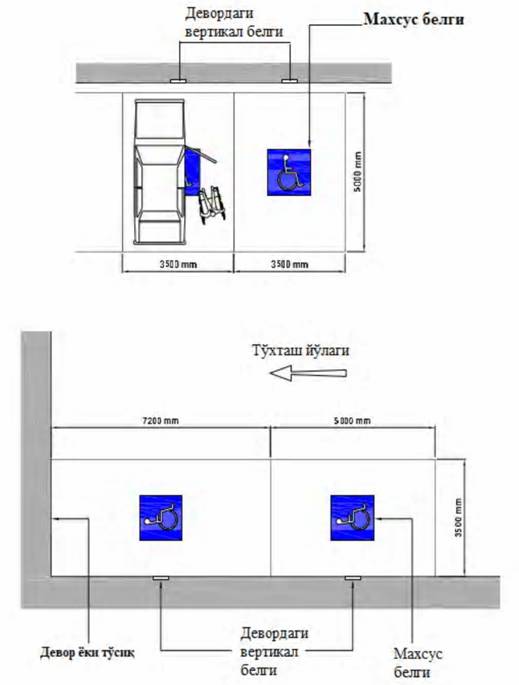 Девордаги
вертикал белги
Махсус белги
5000 mm
3500 mm
3500 mm
Тўхташ йўлаги
7200 mm
5000 mm
3500 mm
Девор ёки тўсиқ
Девордаги
вертикал
белги
Махсус
белги